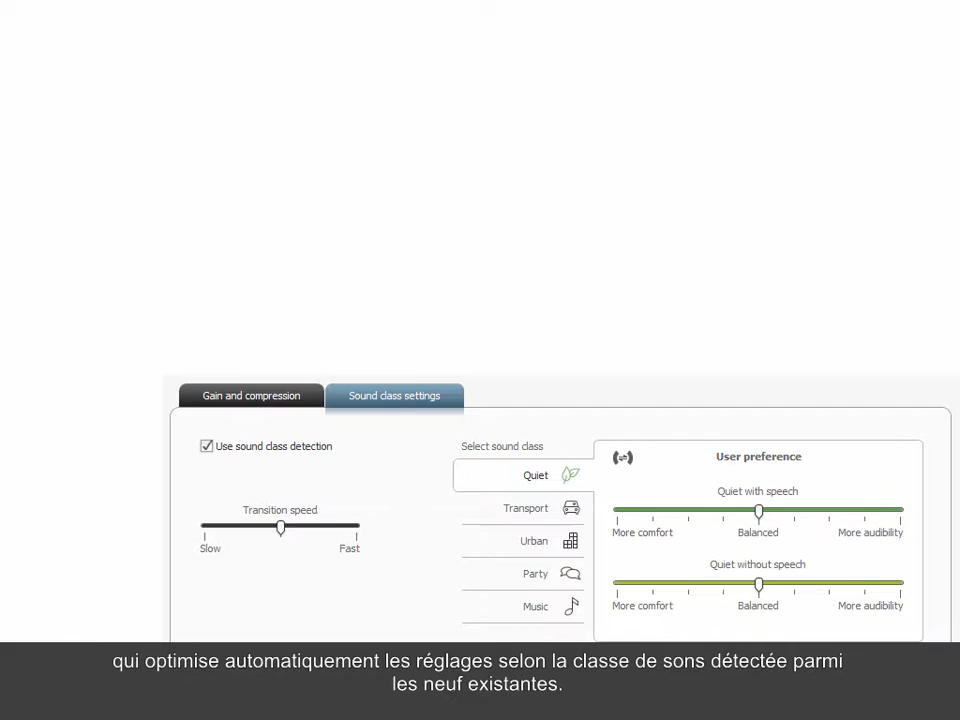 Gain and compression
Sound class settings
Use sound class detection
Transition speed
Slow
Fast
Select sound class
Quiet
Transport
Urban
Party
Music
User preference
Quiet with speech
More comfort
Balanced
More audibility
Quiet without speech
More comfort
Balanced
More audibility
qui optimise automatiquement les réglages selon la classe de sons détectée parmi
les neuf existantes.